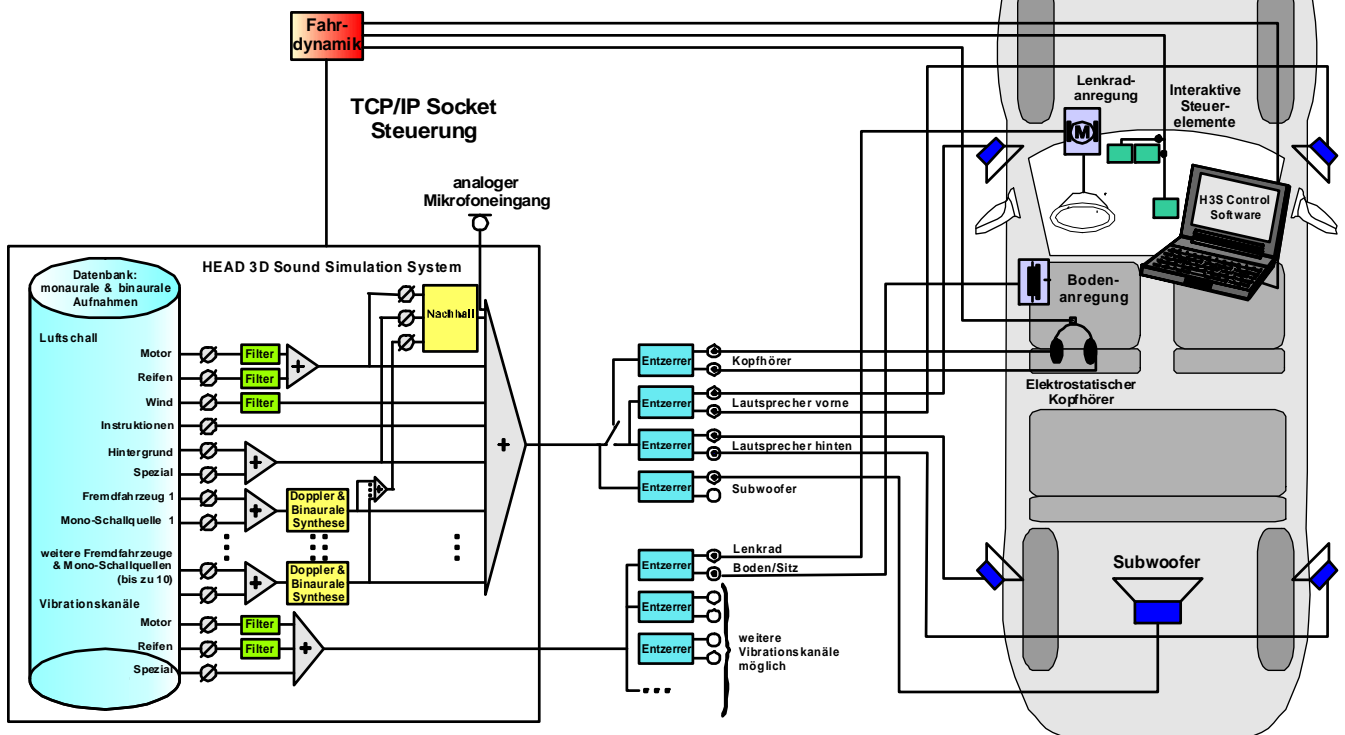 Fahr-
dynamik
TCP/IP Socket
Steuerung
analoger
Mikrofoneingang
HEAD 3D Sound Simulation System
Datenbank:
monaurale & binaurale
Aufnahmen
Luftschall
Motor
Reifen
Wind
Instruktionen
Hintergrund
Spezial
Fremdfahrzeug 1
Mono-Schallquelle 1
weitere Fremdfahrzeuge
& Mono-Schallquellen
(bis zu 10)
Vibrationskanäle
Motor
Reifen
Spezial
Filter
Filter
Filter
Filter
Filter
+
+
+
+
+
+
+
Doppler &
Binaurale
Synthese
Doppler &
Binaurale
Synthese
Nachhall
Entzerrer
Kopfhörer
Entzerrer
Lautsprecher vorne
Entzerrer
Lautsprecher hinten
Entzerrer
Subwoofer
Entzerrer
Lenkrad
Boden/Sitz
Entzerrer
Entzerrer
weitere
Vibrationskanäle
möglich
Lenkrad-
anregung
M
Interaktive
Steuer-
elemente
H3S Control
Software
Boden-
anregung
Elektrostatischer
Kopfhörer
Subwoofer